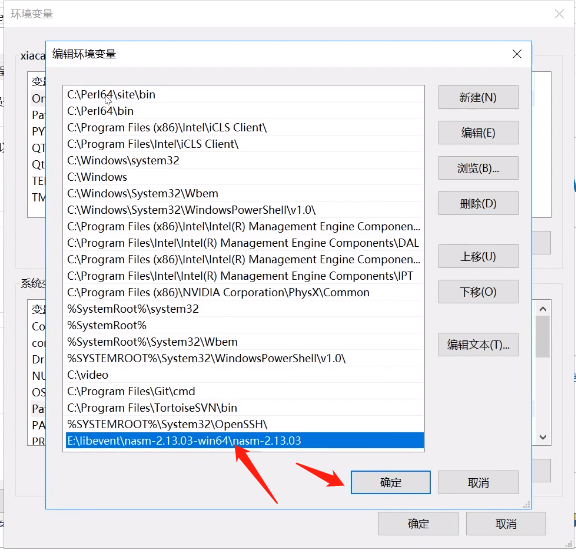 环境变量
编辑环境变量
xiaca
变
On
Pa
PY
QT
Qt
TE
TM
C:\Perl64\site\bin
C:\Perl64\bin
C:\Program Files (x86)\Intel\iCLS Client\
C:\Program Files\Intel\iCLS Client\
C:\Windows\system32
C:\Windows
C:\Windows\System32\Wbem
C:\Windows\System32\WindowsPowerShell\v1.0\
C:\Program Files (x86)\Intel\Intel(R) Management Engine Componen...
C:\Program Files\Intel\Intel(R) Management Engine Components\DAL
C:\Program Files (x86)\Intel\Intel(R) Management Engine Componen...
C:\Program Files\Intel\Intel(R) Management Engine Components\IPT
C:\Program Files (x86)\NVIDIA Corporation\PhysX\Common
%SystemRoot%\system32
%SystemRoot%
%SystemRoot%\System32\Wbem
%SYSTEMROOT%\System32\WindowsPowerShell\v1.0\
C:\video
C:\Program Files\Git\cmd
C:\Program Files\TortoiseSVN\bin
%SYSTEMROOT%\System32\OpenSSH\
E:\libevent\nasm-2.13.03-win64\nasm-2.13.03
新建(N)
编辑(E)
浏览(B)...
删除(D)
上移(U)
下移(O)
编辑文本(T)...
系统变
变
Co
con
Dr
NU
OS
Pa
PA
PR
确定
取消
确定
取消